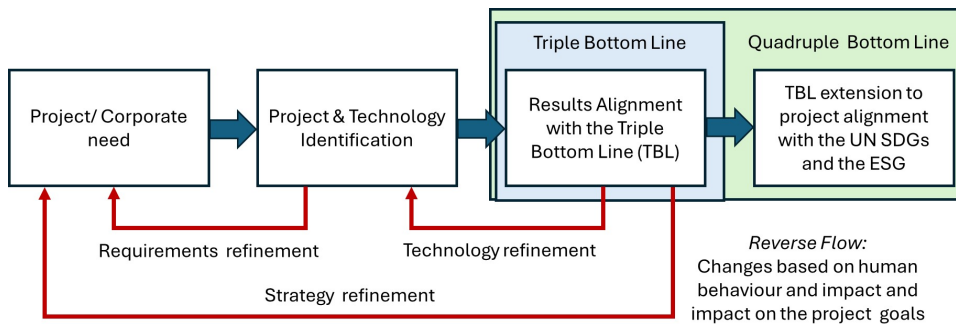 Triple Bottom Line
Quadruple Bottom Line
Project/ Corporate
need
Project & Technology
Identification
Results Alignment
with the Triple
Bottom Line (TBL)
TBL extension to
project alignment
with the UN SDGs
and the ESG
Requirements refinement
Technology refinement
Strategy refinement
Reverse Flow:
Changes based on human
behaviour and impact and
impact on the project goals